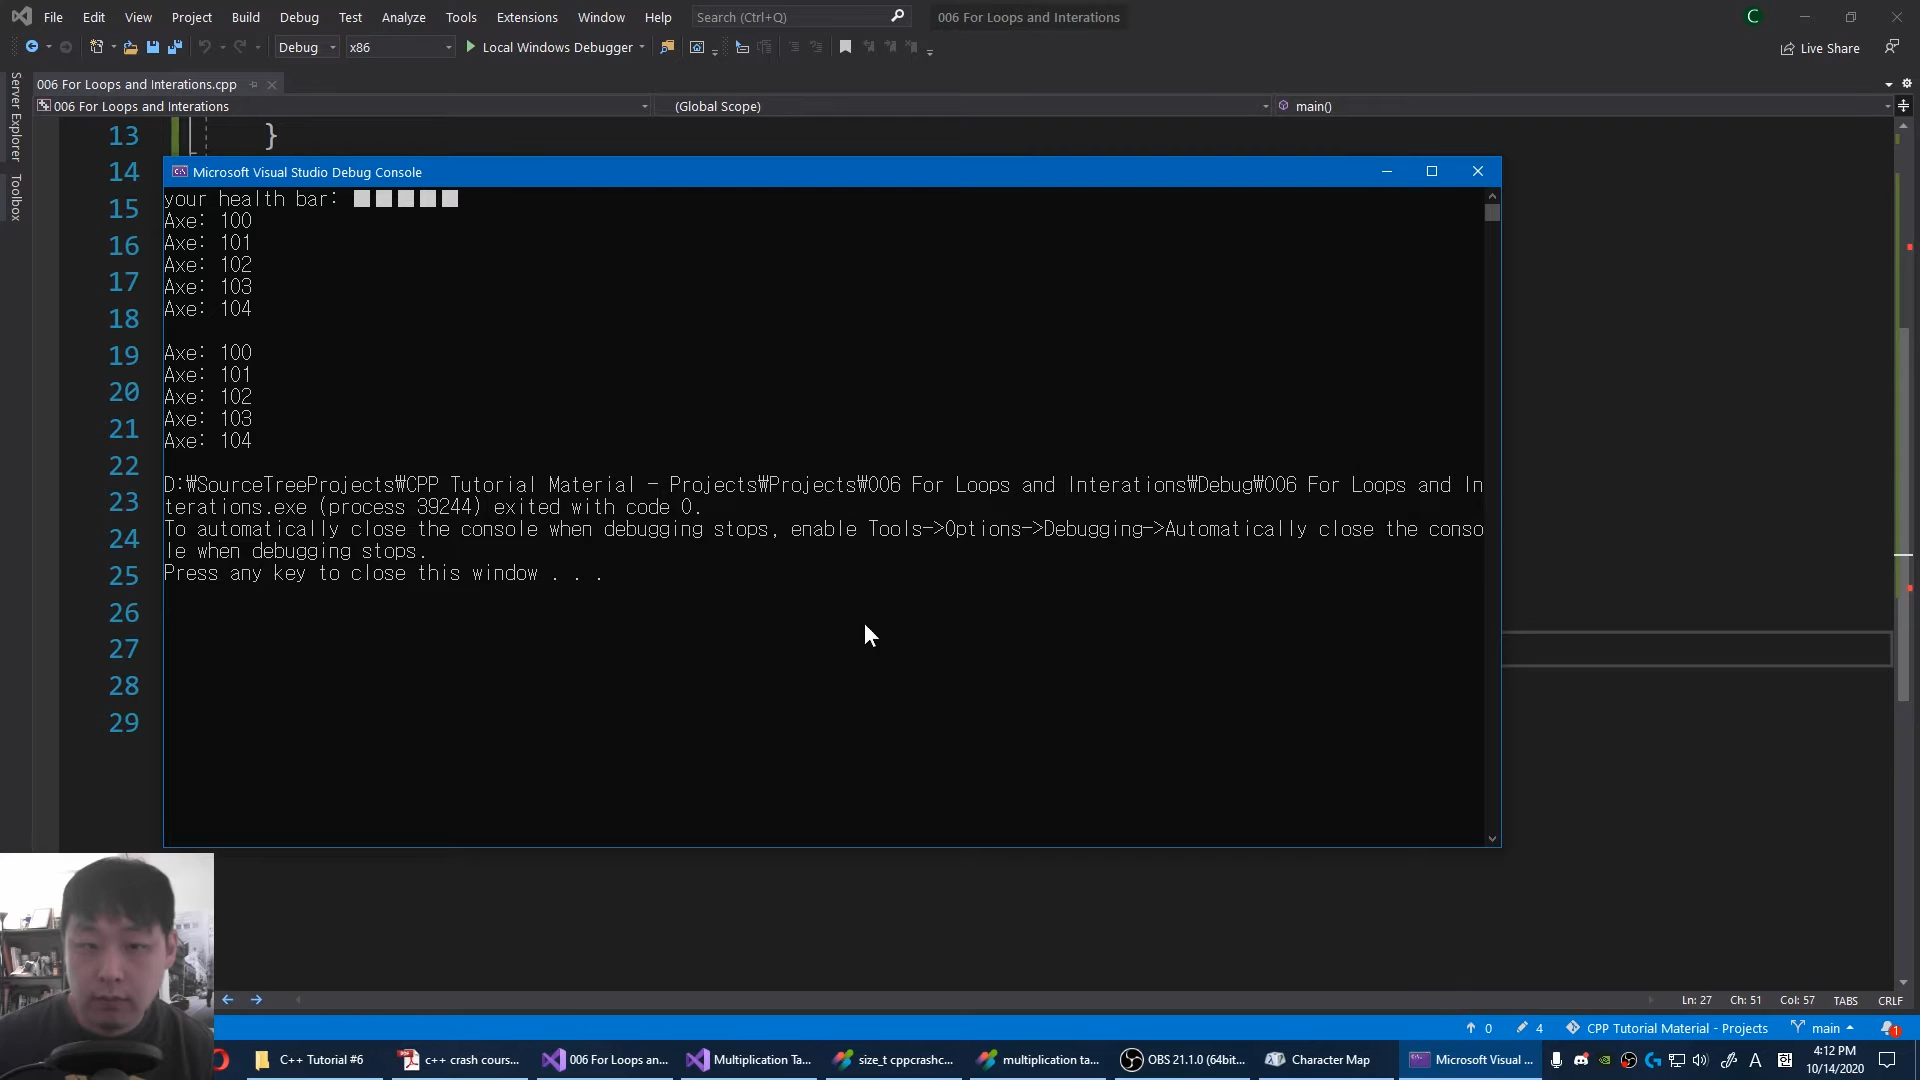 File Edit View Project Build Debug Test Analyze Tools Extensions Window Help Search (Ctrl+Q) 006 For Loops and Interations C
Debug x86 Local Windows Debugger Live Share
006 For Loops and Interations.cpp
006 For Loops and Interations (Global Scope) main()
Server Explorer
Toolbox
13 }
14
15
16
17
18
19
20
21
22
23
24
25
26
27
28
29
Microsoft Visual Studio Debug Console
your health bar: ■ ■ ■ ■ ■
Axe: 100
Axe: 101
Axe: 102
Axe: 103
Axe: 104
Axe: 100
Axe: 101
Axe: 102
Axe: 103
Axe: 104
D:₩SourceTreeProjects₩CPP Tutorial Material - Projects₩Projects₩006 For Loops and Interations₩Debug₩006 For Loops and In
terations.exe (process 39244) exited with code 0.
To automatically close the console when debugging stops, enable Tools->Options->Debugging->Automatically close the conso
le when debugging stops.
Press any key to close this window . . .
Ln: 27 Ch: 51 Col: 57 TABS CRLF
0 4 CPP Tutorial Material - Projects main 1
C++ Tutorial #6 c++ crash cours... 006 For Loops an... Multiplication Ta... size_t cppcrashc... multiplication ta... OBS 21.1.0 (64bit... Character Map Microsoft Visual ... A 한 4:12 PM
10/14/2020